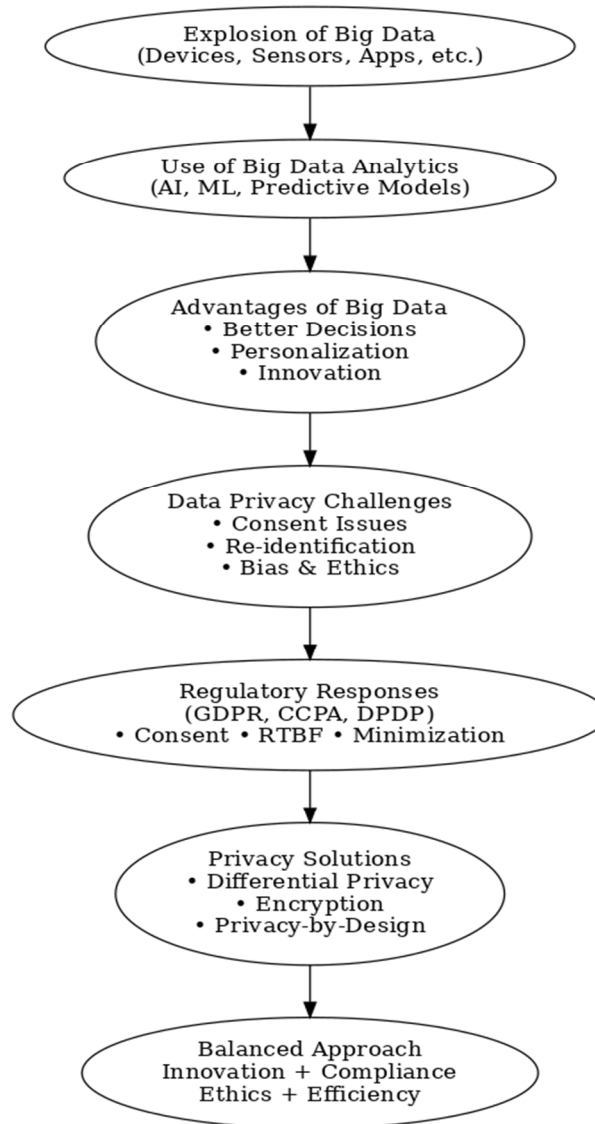 Explosion of Big Data
(Devices, Sensors, Apps, etc.)
Use of Big Data Analytics
(AI, ML, Predictive Models)
Advantages of Big Data
• Better Decisions
• Personalization
• Innovation
Data Privacy Challenges
• Consent Issues
• Re-identification
• Bias & Ethics
Regulatory Responses
(GDPR, CCPA, DPDP)
• Consent • RTBF • Minimization
Privacy Solutions
• Differential Privacy
• Encryption
• Privacy-by-Design
Balanced Approach
Innovation + Compliance
Ethics + Efficiency